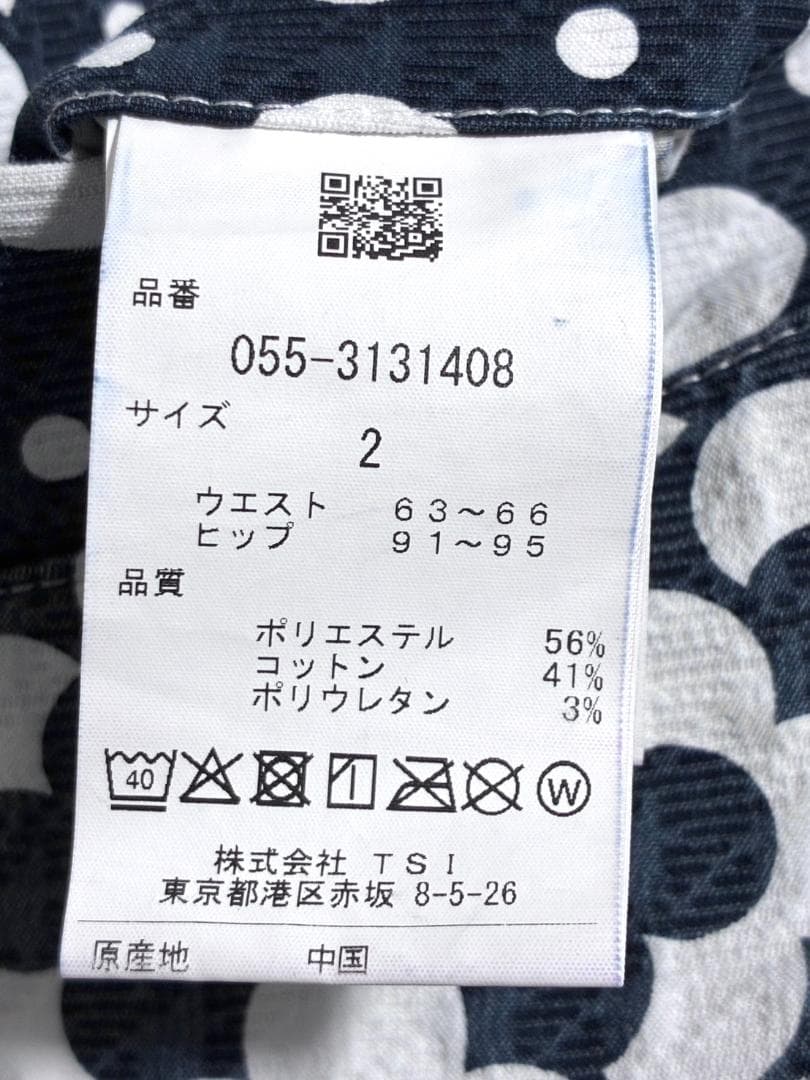 品番
055-3131408
サイズ
2
ウエスト 63～66
ヒップ 91～95
品質
ポリエステル 56%
コットン 41%
ポリウレタン 3%
40 W
株式会社 TSI
東京都港区赤坂 8-5-26
原産地 中国